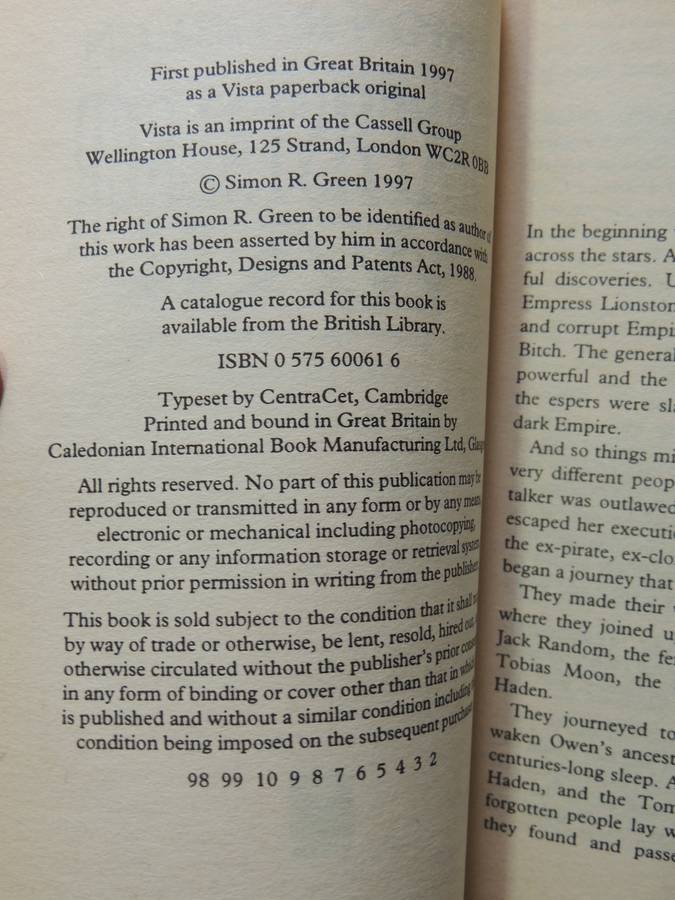 First published in Great Britain 1997
as a Vista paperback original
Vista is an imprint of the Cassell Group
Wellington House, 125 Strand, London WC2R 0BB
© Simon R. Green 1997
The right of Simon R. Green to be identified as author of
this work has been asserted by him in accordance with
the Copyright, Designs and Patents Act, 1988.
A catalogue record for this book is
available from the British Library.
ISBN 0 575 60061 6
Typeset by CentraCet, Cambridge
Printed and bound in Great Britain by
Caledonian International Book Manufacturing Ltd,
All rights reserved. No part of this publication may be
reproduced or transmitted in any form or by any
electronic or mechanical including photocopying,
recording or any information storage or retrieval
without prior permission in writing from the publisher
This book is sold subject to the condition that it shall
by way of trade or otherwise, be lent, resold, hired
otherwise circulated without the publisher's prior
in any form of binding or cover other than that in which
is published and without a similar condition including
condition being imposed on the subsequent
98 99 10 9 8 7 6 5 4 3 2
In the beginning
across the stars. A
ful discoveries. U
Empress
and corrupt
Bitch. The
powerful and the
the espers were
dark Empire.
And so things
very different
talker was outlawed
escaped her
the ex-pirate,
began a journey that
They made their
where they joined
Jack Random, the
Tobias Moon, the
Haden.
They journeyed
waken Owen's
centuries-long sleep. A
Haden, and the
forgotten people lay
they found and